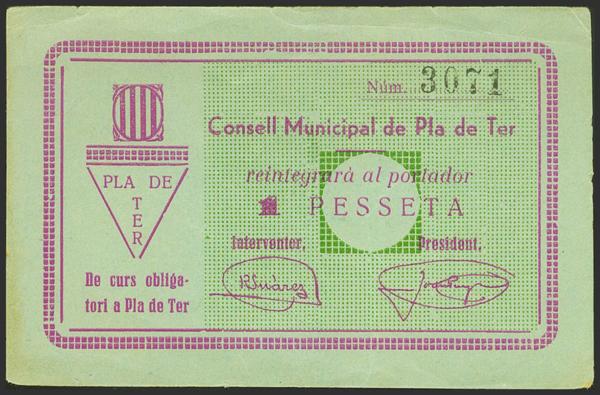 Núm. 3071
Consell Municipal de Pla de Ter
reintegrarà al portador
1 PESSETA
Interventor, President,
PLA DE
TER
De curs obliga-
tori a Pla de Ter
R Suárez